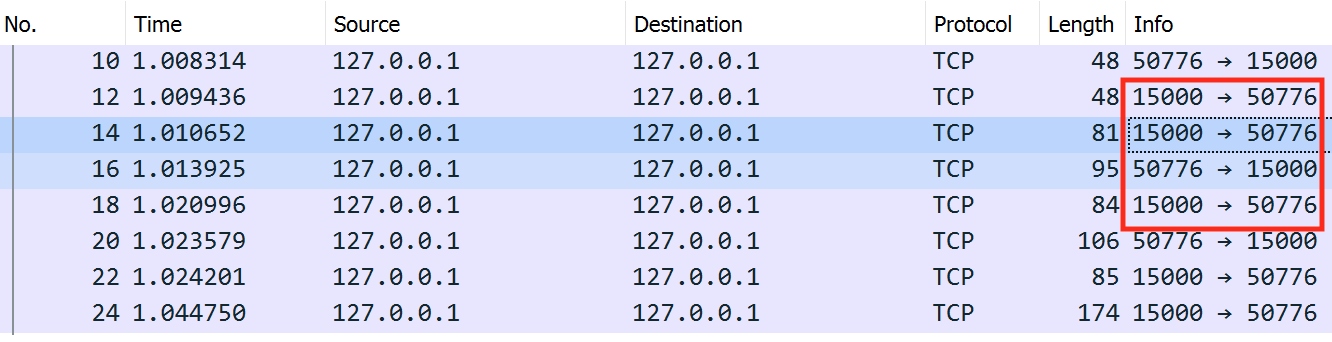 No. Time Source Destination Protocol Length Info
10 1.008314 127.0.0.1 127.0.0.1 TCP 48 50776 → 15000
12 1.009436 127.0.0.1 127.0.0.1 TCP 48 15000 → 50776
14 1.010652 127.0.0.1 127.0.0.1 TCP 81 15000 → 50776
16 1.013925 127.0.0.1 127.0.0.1 TCP 95 50776 → 15000
18 1.020996 127.0.0.1 127.0.0.1 TCP 84 15000 → 50776
20 1.023579 127.0.0.1 127.0.0.1 TCP 106 50776 → 15000
22 1.024201 127.0.0.1 127.0.0.1 TCP 85 15000 → 50776
24 1.044750 127.0.0.1 127.0.0.1 TCP 174 15000 → 50776